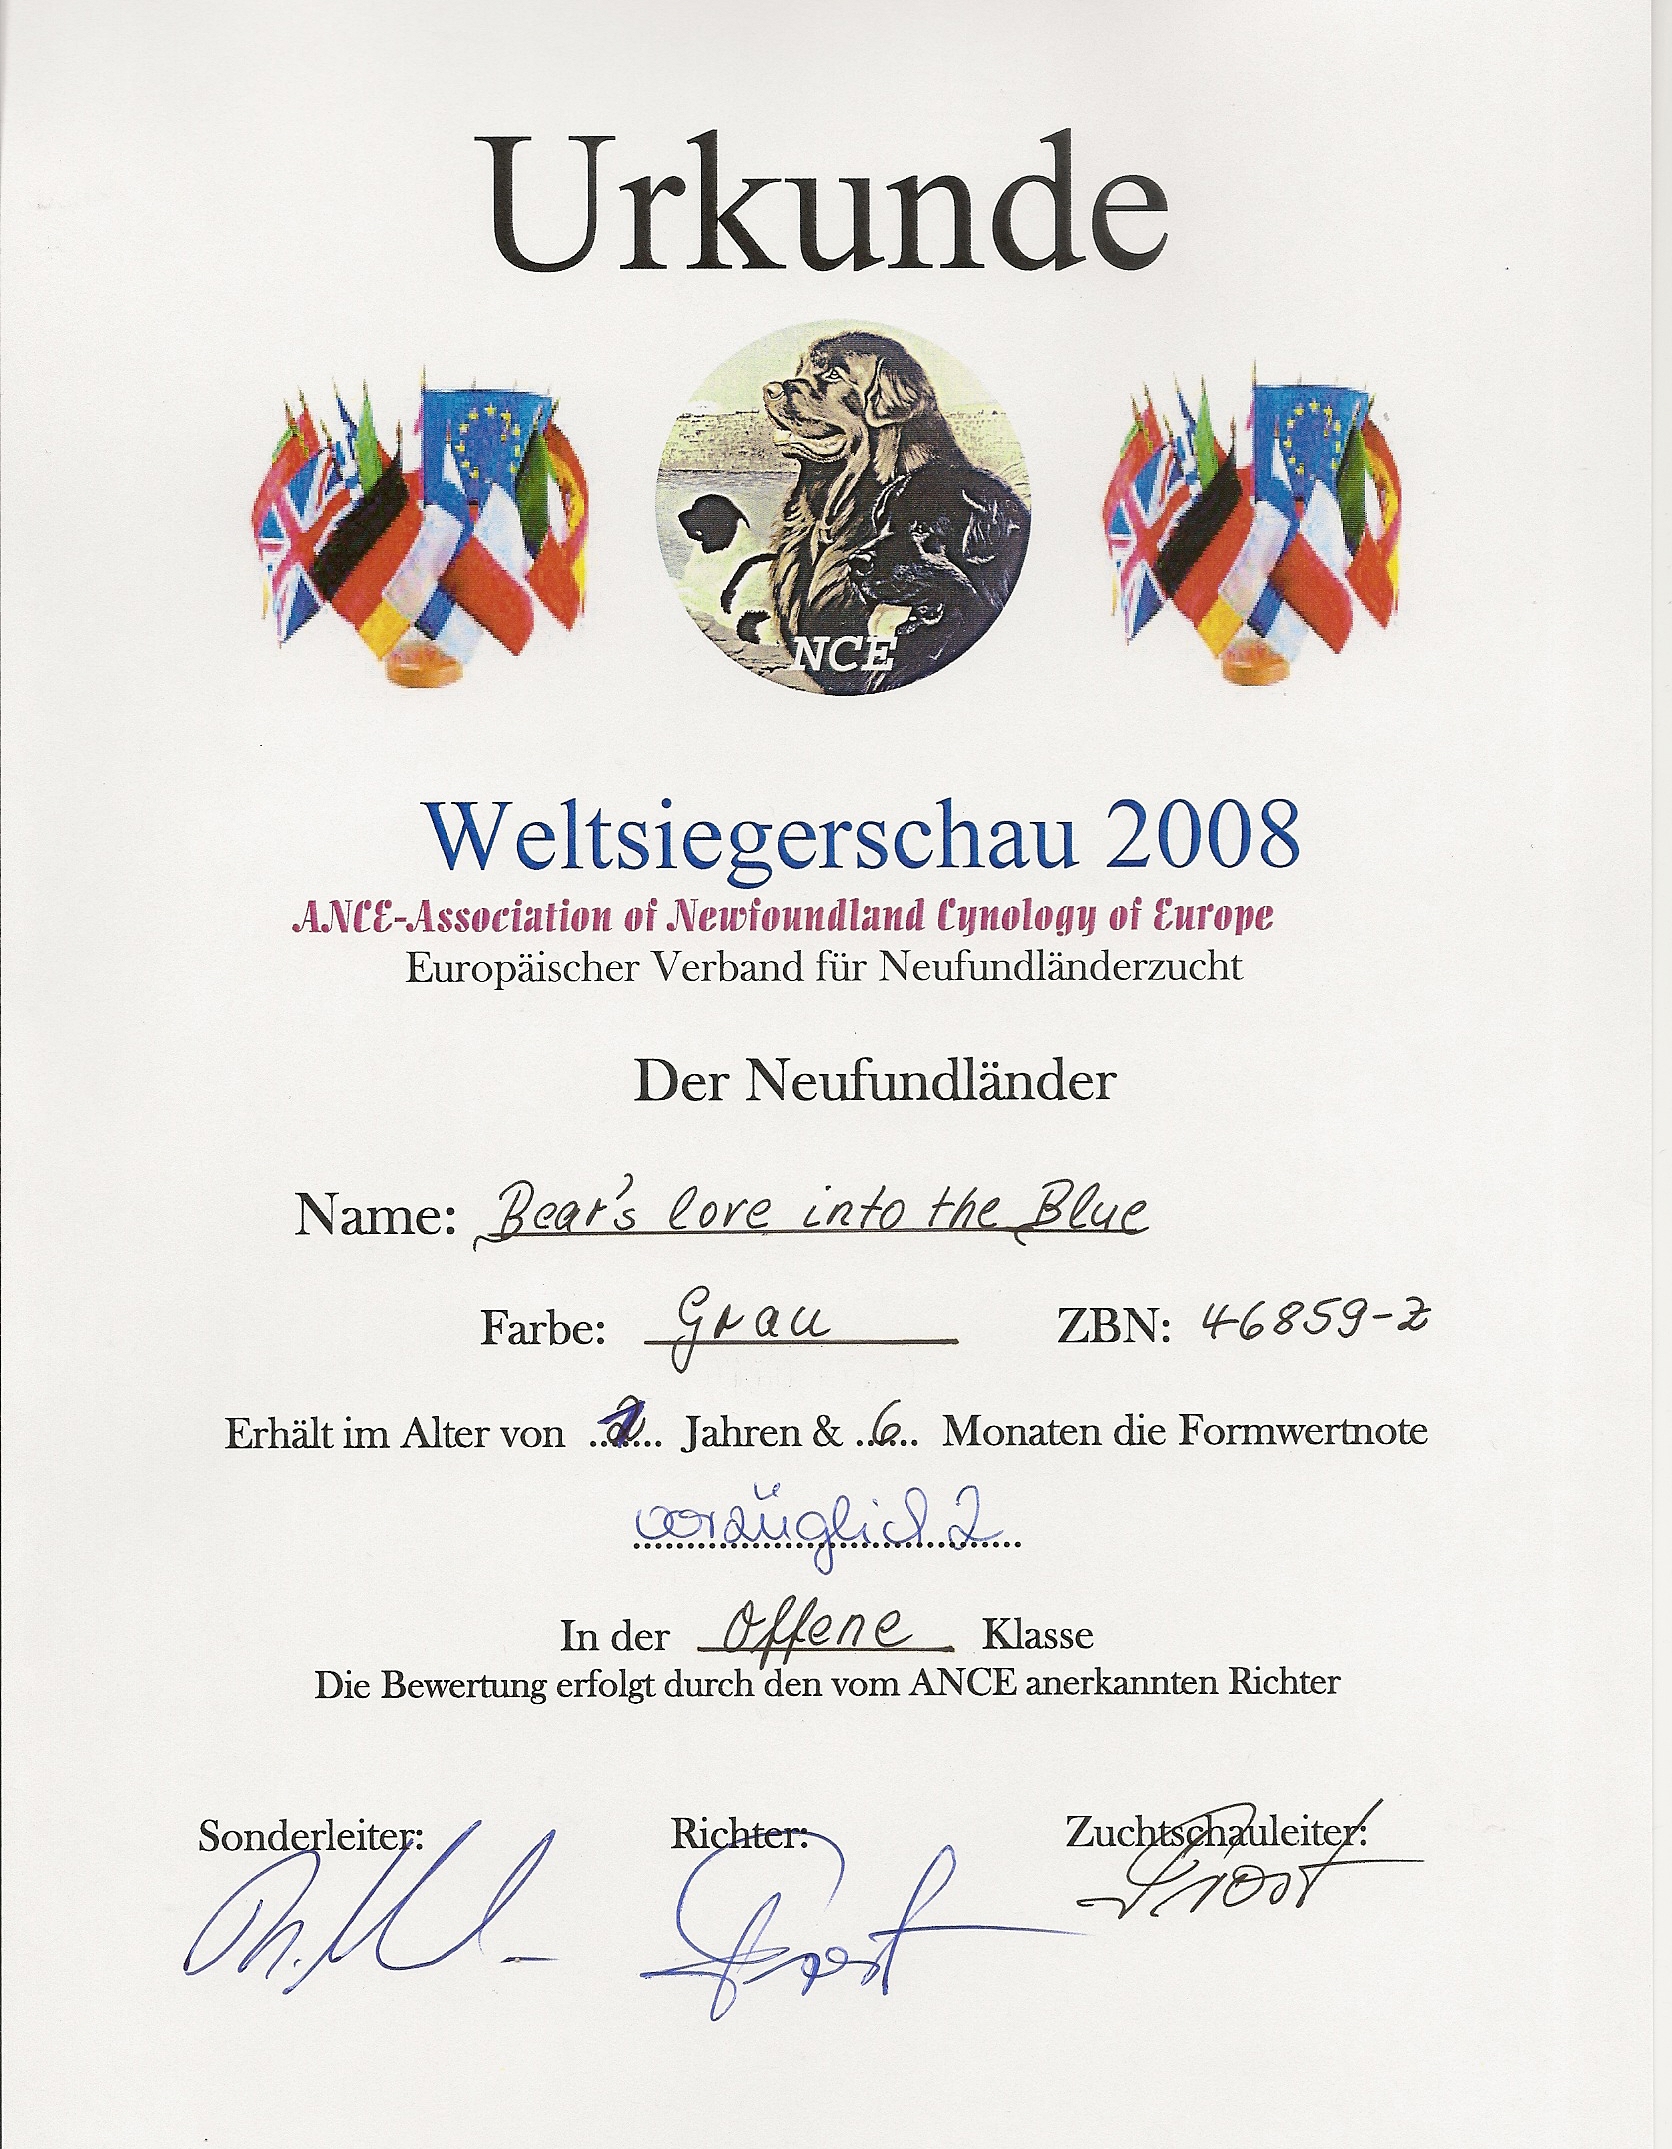 Urkunde
NCE
Weltsiegerschau 2008
ANCE-Association of Newfoundland Cynology of Europe
Europäischer Verband für Neufundländerzucht
Der Neufundländer
Name: Bear's love into the Blue
Farbe: Grau ZBN: 46859-Z
Erhält im Alter von ........ Jahren & ..6... Monaten die Formwertnote
vorzüglich 2
In der Offene Klasse
Die Bewertung erfolgt durch den vom ANCE anerkannten Richter
Sonderleiter: Richter: Zuchtschauleiter: